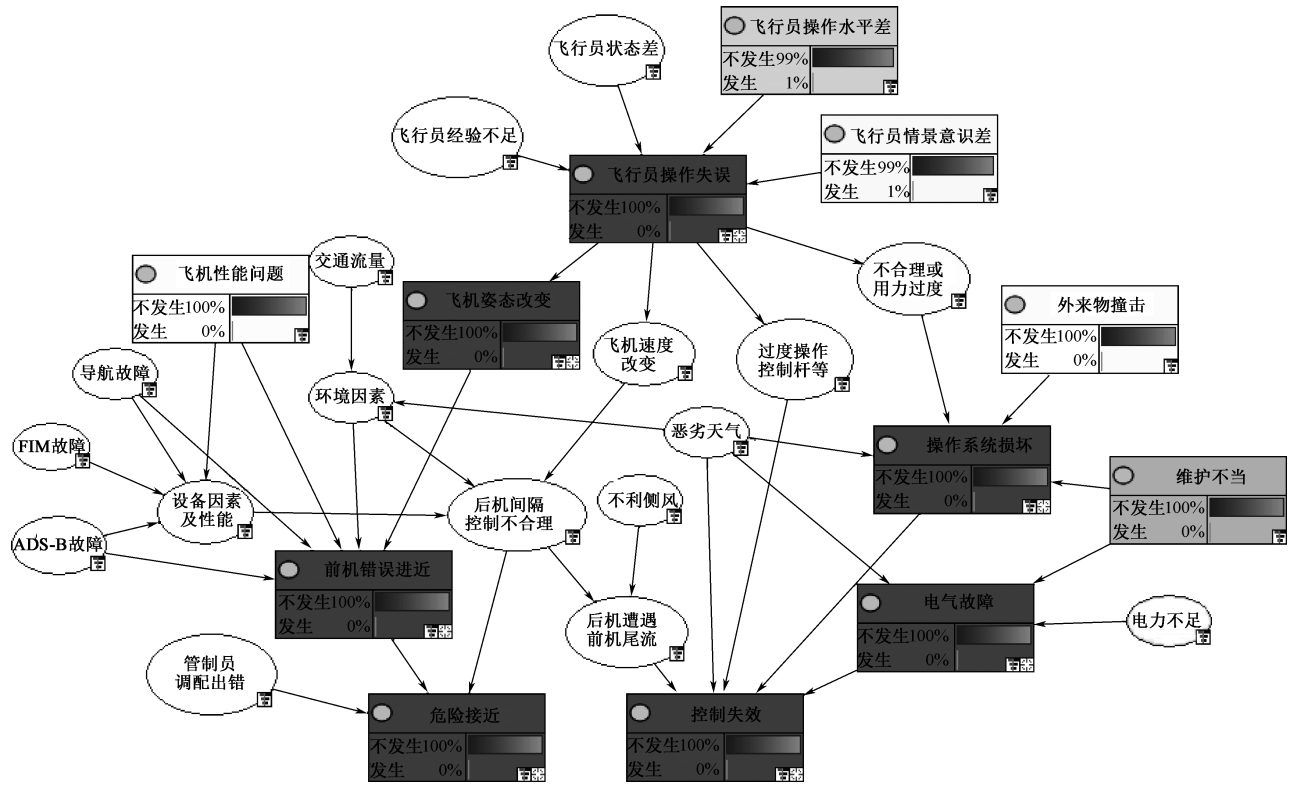 飞行员状态差
飞行员操作水平差
不发生99%
发生 1%
飞行员经验不足
飞行员情景意识差
不发生99%
发生 1%
飞行员操作失误
不发生100%
发生 0%
飞机性能问题
不发生100%
发生 0%
交通流量
飞机姿态改变
不发生100%
发生 0%
不合理或
用力过度
外来物撞击
不发生100%
发生 0%
飞机速度
改变
过度操作
控制杆等
导航故障
环境因素
恶劣天气
操作系统损坏
不发生100%
发生 0%
FIM故障
维护不当
不发生100%
发生 0%
设备因素
及性能
后机间隔
控制不合理
不利侧风
ADS-B故障
前机错误进近
不发生100%
发生 0%
后机遭遇
前机尾流
电气故障
不发生100%
发生 0%
电力不足
管制员
调配出错
危险接近
不发生100%
发生 0%
控制失效
不发生100%
发生 0%